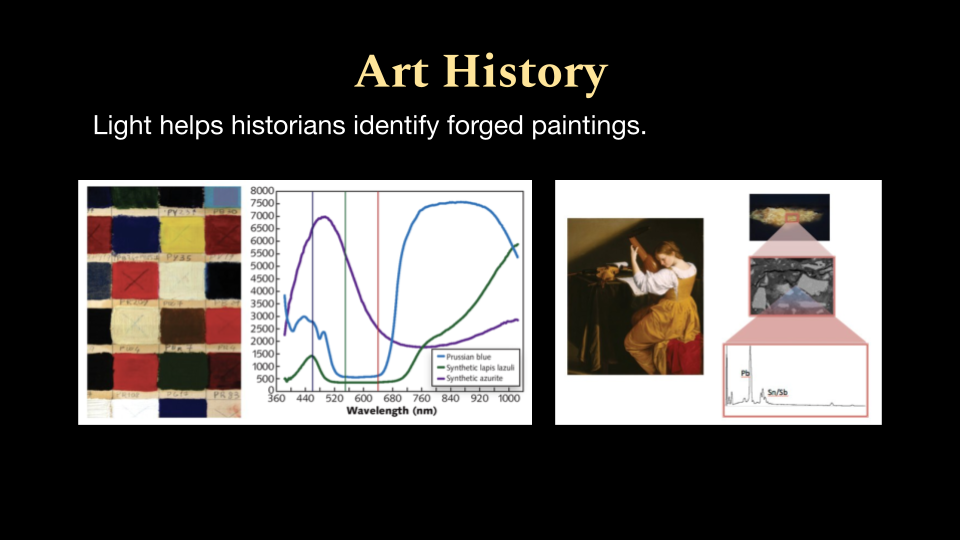 Art History
Light helps historians identify forged paintings.
8000
7500
7000
6500
6000
5500
5000
4500
4000
3500
3000
2500
2000
1500
1000
5000
0
360 440 520 600 680 760 840 920 1000
Wavelength (nm)
Prussian blue
Synthetic lapis lazuli
Synthetic azurite
Pb
Sn/Sb